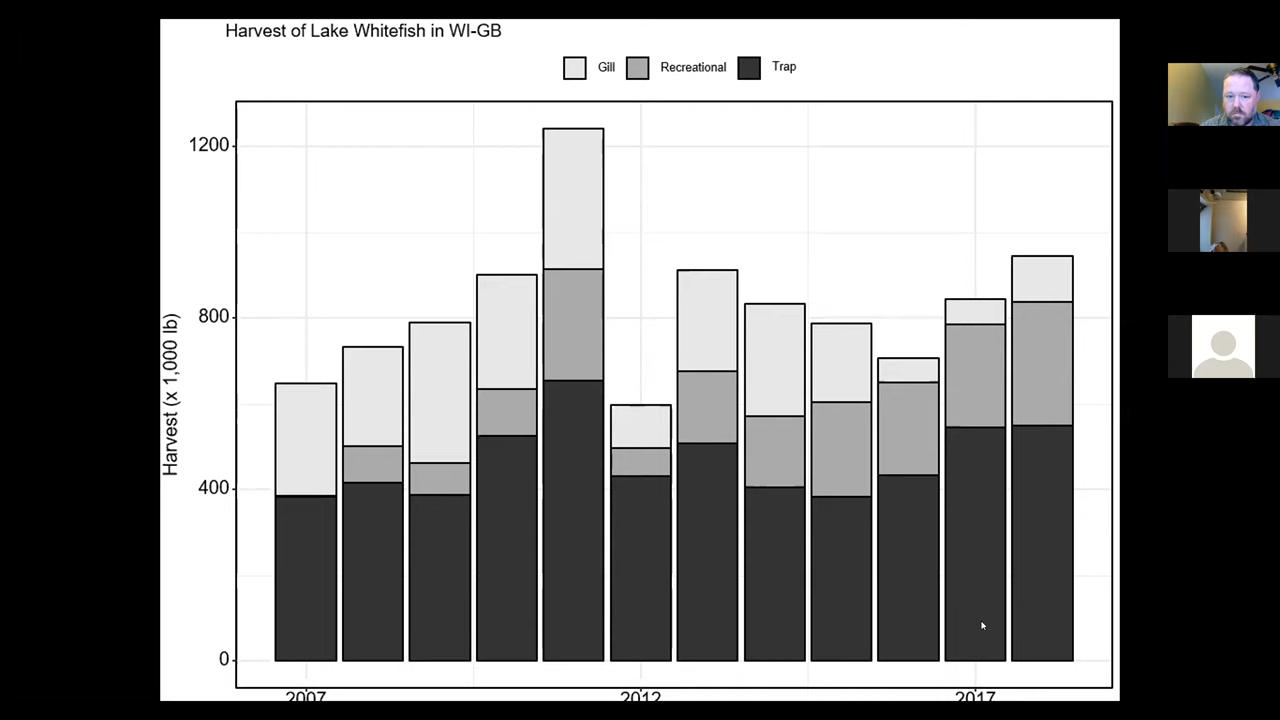 Harvest of Lake Whitefish in WI-GB
Gill Recreational Trap
1200
800
400
0
Harvest (x 1,000 lb)
2007 2012 2017